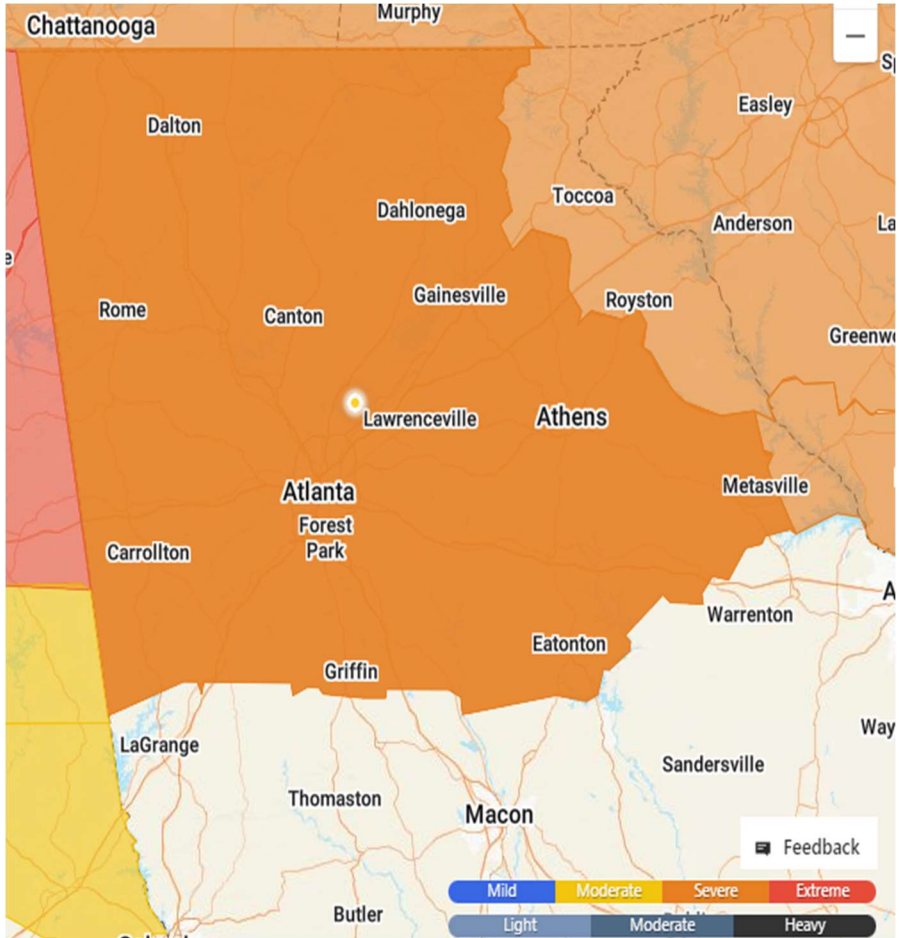 Murphy
Chattanooga
Sp
Easley
Dalton
Toccoa
Dahlonega
Anderson
La
e
Gainesville
Royston
Rome
Canton
Greenwo
Lawrenceville
Athens
Metasville
Atlanta
Forest
Park
Carrollton
A
Warrenton
Eatonton
Griffin
Way
LaGrange
Sandersville
Thomaston
Macon
Feedback
Mild Moderate Severe Extreme
Butler
Light Moderate Heavy